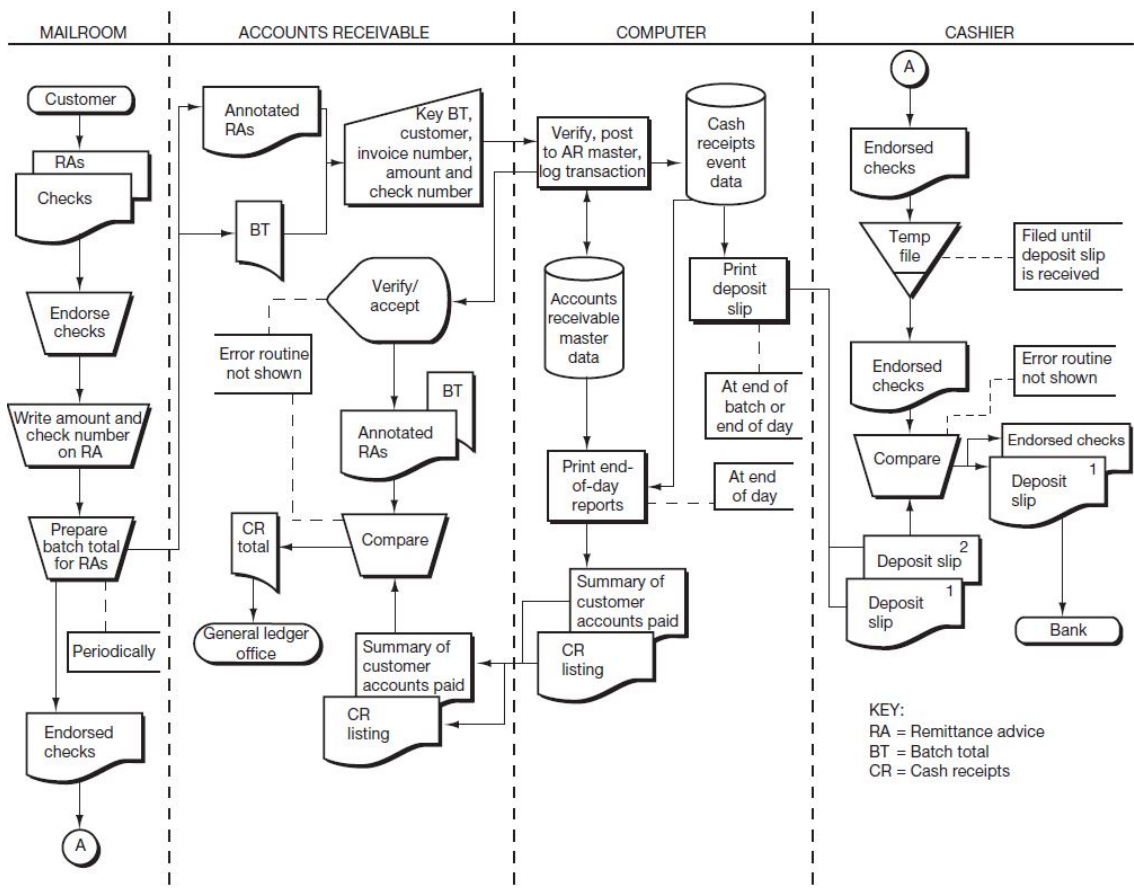 MAILROOM
ACCOUNTS RECEIVABLE
COMPUTER
CASHIER
Customer
RAs
Checks
Endorse
checks
Write amount and
check number
on RA
Prepare
batch total
for RAs
Periodically
Endorsed
checks
A
Annotated
RAs
BT
Key BT,
customer,
invoice number,
amount and
check number
Verify/
accept
Error routine
not shown
BT
Annotated
RAs
Compare
CR
total
General ledger
office
Summary of
customer
accounts paid
CR
listing
Verify, post
to AR master,
log transaction
Cash
receipts
event
data
Accounts
receivable
master
data
Print
deposit
slip
At end of
batch or
end of day
Print end-
of-day
reports
At end
of day
Summary of
customer
accounts paid
CR
listing
A
Endorsed
checks
Temp
file
Filed until
deposit slip
is received
Endorsed
checks
Error routine
not shown
Compare
Endorsed checks
1
Deposit
slip
2
Deposit slip
1
Deposit
slip
Bank
KEY:
RA = Remittance advice
BT = Batch total
CR = Cash receipts